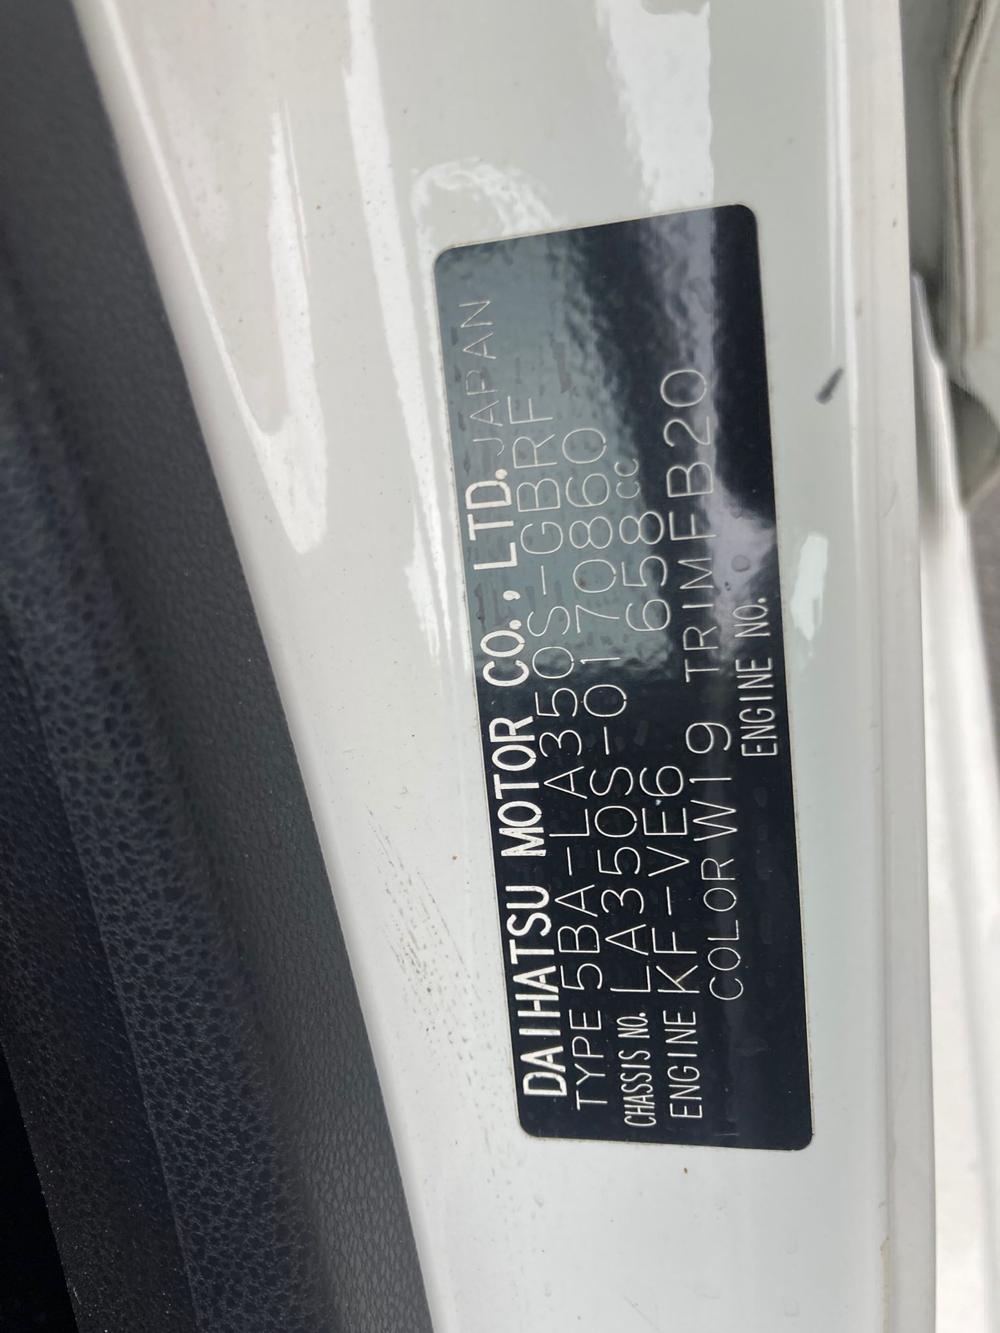 DAIHATSU MOTOR CO., LTD. JAPAN
TYPE 5BA-LA350S-GBRF
CHASSIS NO. LA350S-0170860
ENGINE KF-VE6 658CC
COLOR W19 TRIM FB20
ENGINE NO.